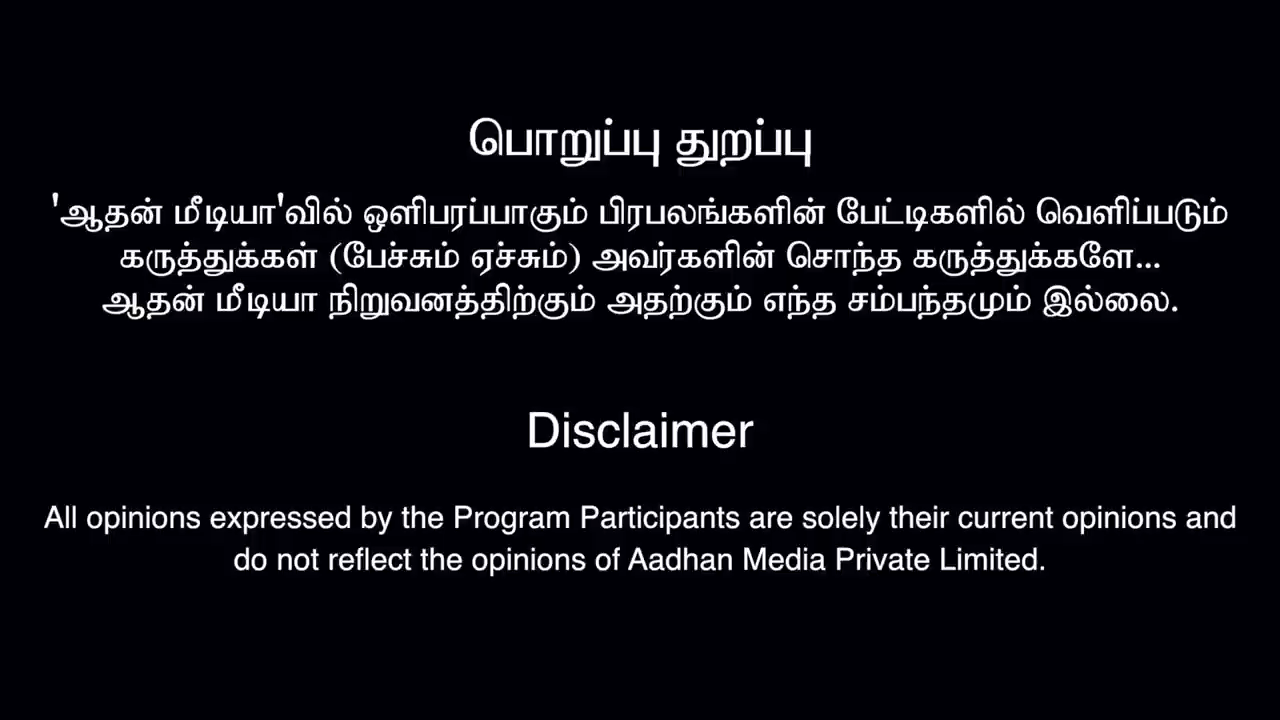 பொறுப்பு துறப்பு
'ஆதன் மீடியா'வில் ஒளிபரப்பாகும் பிரபலங்களின் பேட்டிகளில் வெளிப்படும்
கருத்துக்கள் (பேச்சும் ஏச்சும்) அவர்களின் சொந்த கருத்துக்களே...
ஆதன் மீடியா நிறுவனத்திற்கும் அதற்கும் எந்த சம்பந்தமும் இல்லை.
Disclaimer
All opinions expressed by the Program Participants are solely their current opinions and
do not reflect the opinions of Aadhan Media Private Limited.